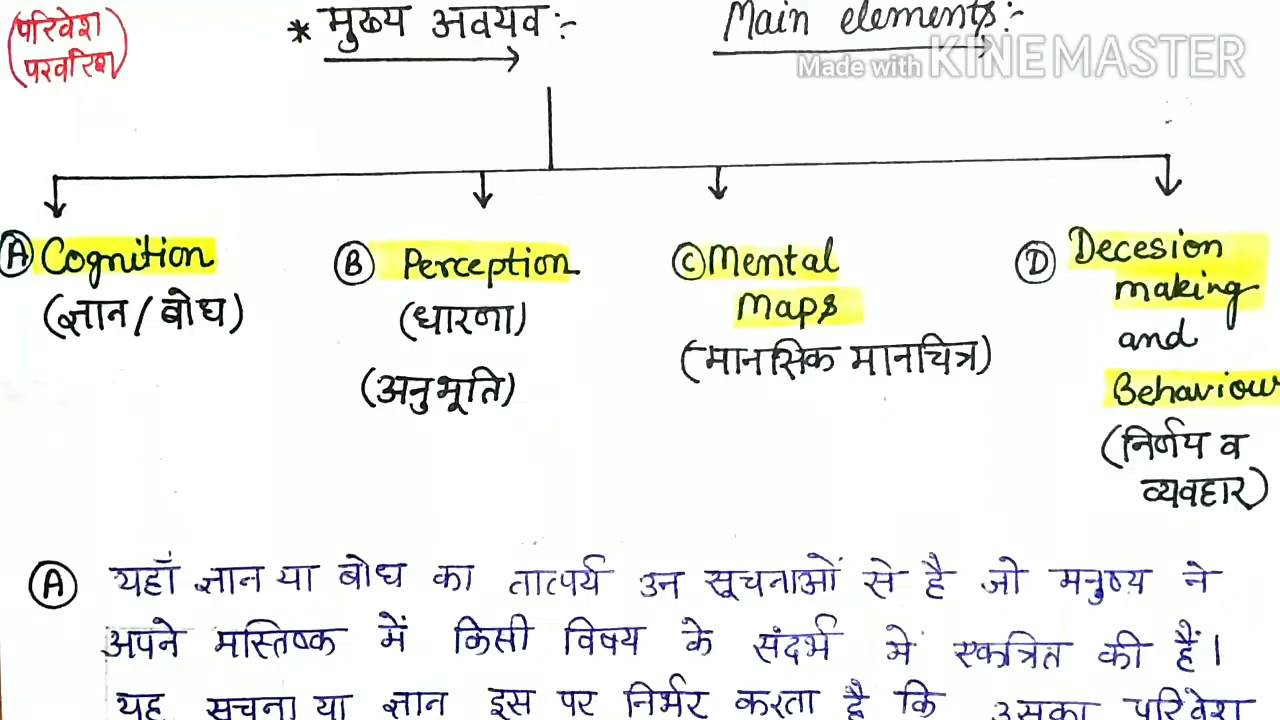 (परिवेश
परवरिश)
* मुख्य अवयव :-
Main elements :-
Made with KINEMASTER
Ⓐ Cognition
(ज्ञान / बोध)
Ⓑ Perception
(धारणा)
(अनुभूति)
Ⓒ Mental
Maps
(मानसिक मानचित्र)
Ⓓ Decesion
making
and
Behaviour
(निर्णय व
व्यवहार)
Ⓐ यहाँ ज्ञान या बोध का तात्पर्य उन सूचनाओं से है जो मनुष्य ने
अपने मस्तिष्क में किसी विषय के संदर्भ में एकत्रित की हैं।
यह सूचना या ज्ञान इस पर निर्भर करता है कि उसका परिवेश